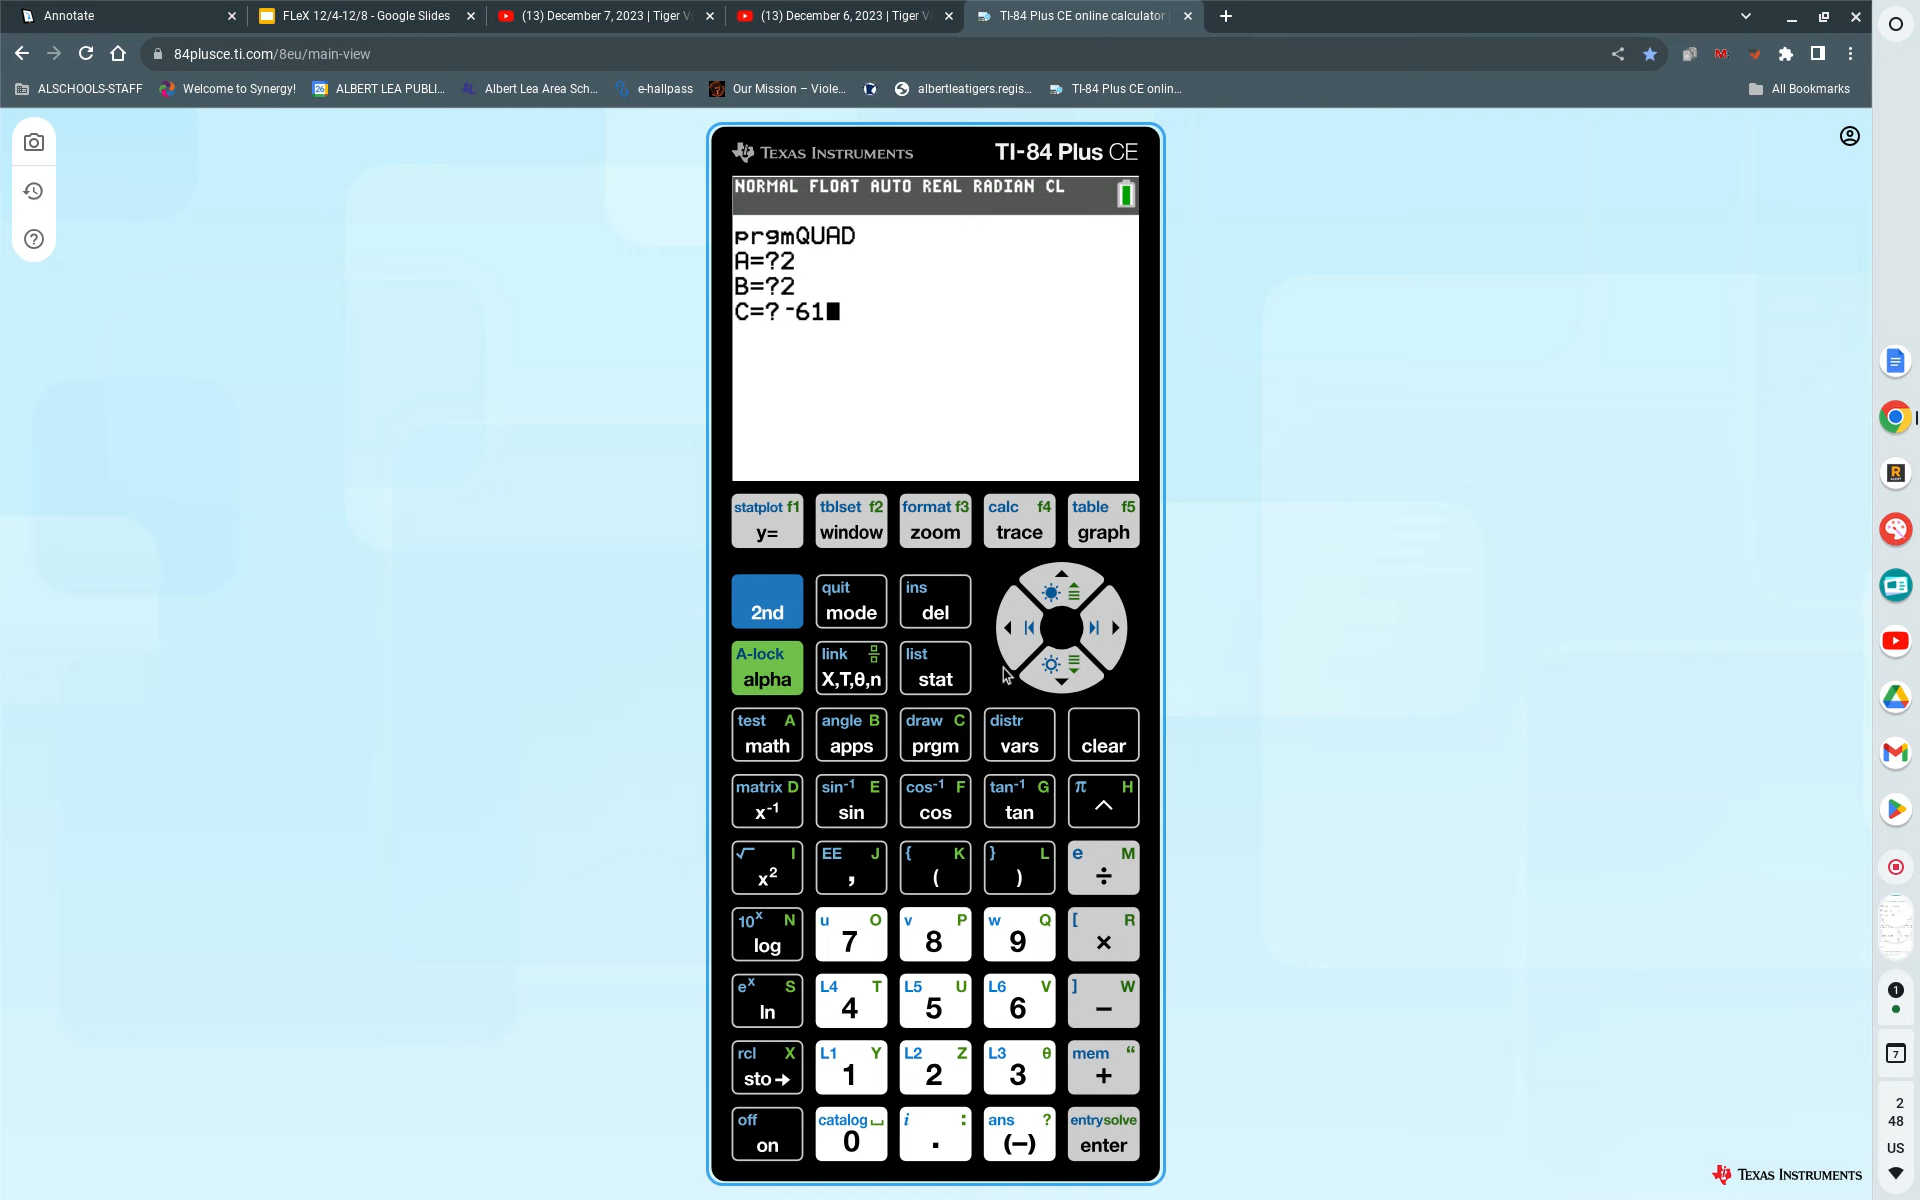 Annotate
FLeX 12/4-12/8 - Google Slides
(13) December 7, 2023 | Tiger V
(13) December 6, 2023 | Tiger V
TI-84 Plus CE online calculator
84plusce.ti.com/8eu/main-view
ALSCHOOLS-STAFF
Welcome to Synergy!
26
ALBERT LEA PUBLI...
AL
Albert Lea Area Sch...
e-hallpass
Our Mission – Viole...
albertleatigers.regis...
TI-84 Plus CE onlin...
All Bookmarks
TEXAS INSTRUMENTS
TI-84 Plus CE
NORMAL FLOAT AUTO REAL RADIAN CL
prgmQUAD
A=?2
B=?2
C=?⁻61
statplot f1 tblset f2 format f3 calc f4 table f5
y= window zoom trace graph
quit ins
2nd mode del
A-lock link list
alpha X,T,θ,n stat
test A angle B draw C distr
math apps prgm vars clear
matrix D sin⁻¹ E cos⁻¹ F tan⁻¹ G π H
x⁻¹ sin cos tan ^
√ I EE J { K } L e M
x² , ( ) ÷
10ˣ N u O v P w Q [ R
log 7 8 9 ×
eˣ S L4 T L5 U L6 V ] W
ln 4 5 6 −
rcl X L1 Y L2 Z L3 θ mem “
sto→ 1 2 3 +
off catalog i : ans ? entry solve
on 0 . (−) enter
1
7
2
48
US
TEXAS INSTRUMENTS